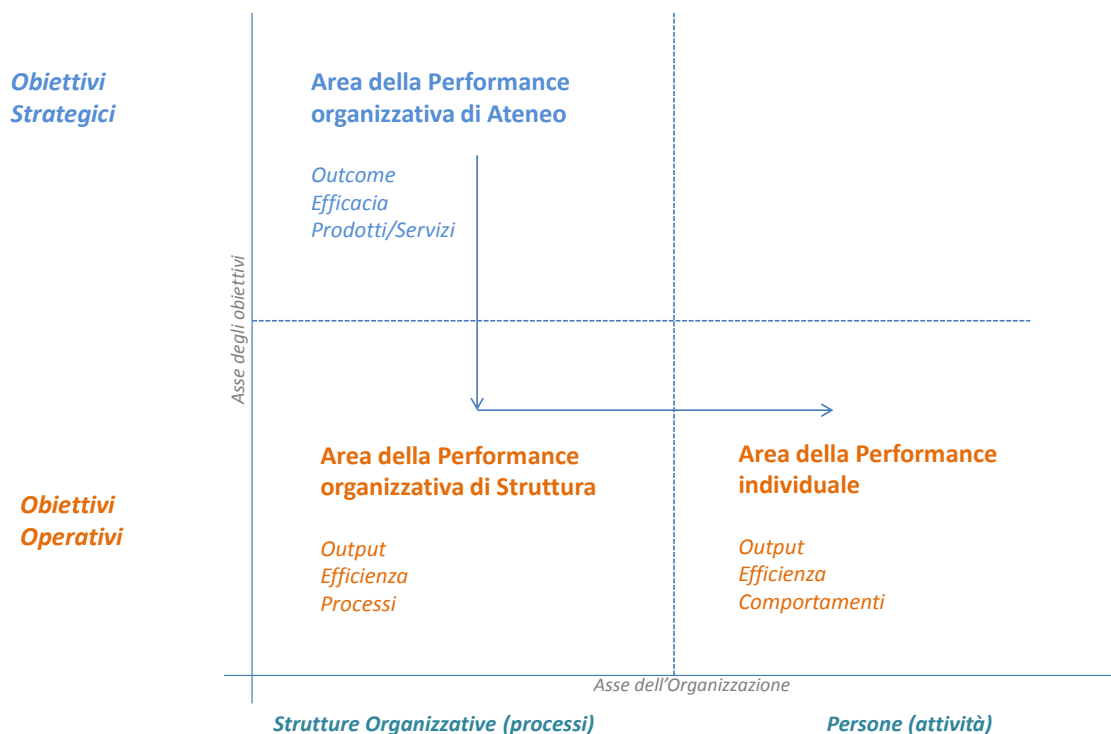 Obiettivi
Strategici
Area della Performance
organizzativa di Ateneo
Outcome
Efficacia
Prodotti/Servizi
Asse degli obiettivi
Obiettivi
Operativi
Area della Performance
organizzativa di Struttura
Output
Efficienza
Processi
Area della Performance
individuale
Output
Efficienza
Comportamenti
Asse dell'Organizzazione
Strutture Organizzative (processi)
Persone (attività)